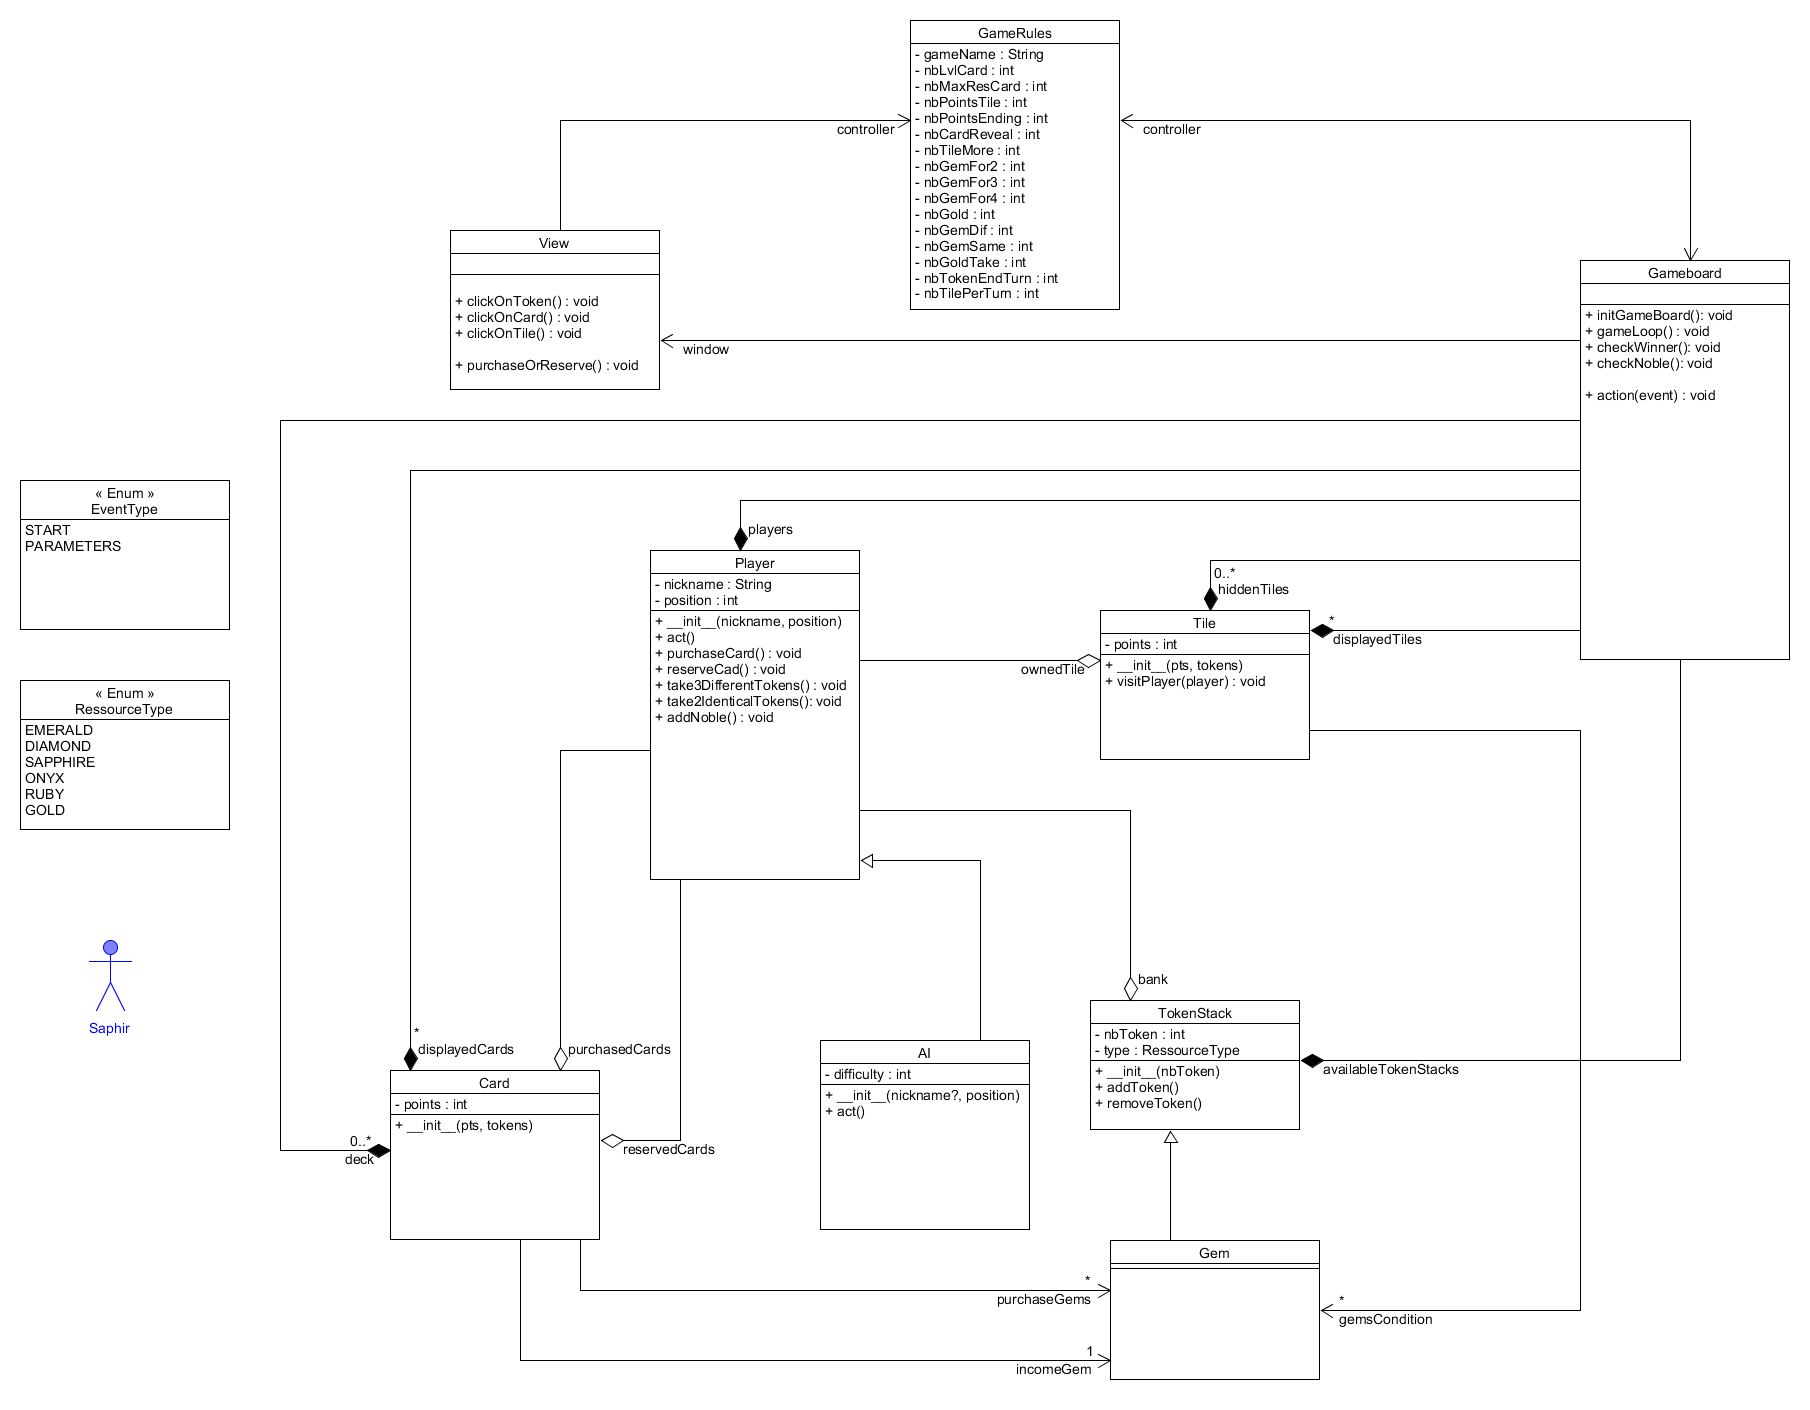 GameRules
- gameName : String
- nbLvlCard : int
- nbMaxResCard : int
- nbPointsTile : int
- nbPointsEnding : int
- nbCardReveal : int
- nbTileMore : int
- nbGemFor2 : int
- nbGemFor3 : int
- nbGemFor4 : int
- nbGold : int
- nbGemDif : int
- nbGemSame : int
- nbGoldTake : int
- nbTokenEndTurn : int
- nbTilePerTurn : int
controller
controller
View
+ clickOnToken() : void
+ clickOnCard() : void
+ clickOnTile() : void
+ purchaseOrReserve() : void
window
Gameboard
+ initGameBoard(): void
+ gameLoop() : void
+ checkWinner(): void
+ checkNoble(): void
+ action(event) : void
« Enum »
EventType
START
PARAMETERS
« Enum »
RessourceType
EMERALD
DIAMOND
SAPPHIRE
ONYX
RUBY
GOLD
Saphir
players
Player
- nickname : String
- position : int
+ __init__(nickname, position)
+ act()
+ purchaseCard() : void
+ reserveCad() : void
+ take3DifferentTokens() : void
+ take2IdenticalTokens(): void
+ addNoble() : void
0..*
hiddenTiles
Tile
- points : int
+ __init__(pts, tokens)
+ visitPlayer(player) : void
*
displayedTiles
ownedTile
bank
TokenStack
- nbToken : int
- type : RessourceType
+ __init__(nbToken)
+ addToken()
+ removeToken()
availableTokenStacks
*
displayedCards
purchasedCards
Card
- points : int
+ __init__(pts, tokens)
0..*
deck
reservedCards
AI
- difficulty : int
+ __init__(nickname?, position)
+ act()
Gem
*
purchaseGems
1
incomeGem
*
gemsCondition